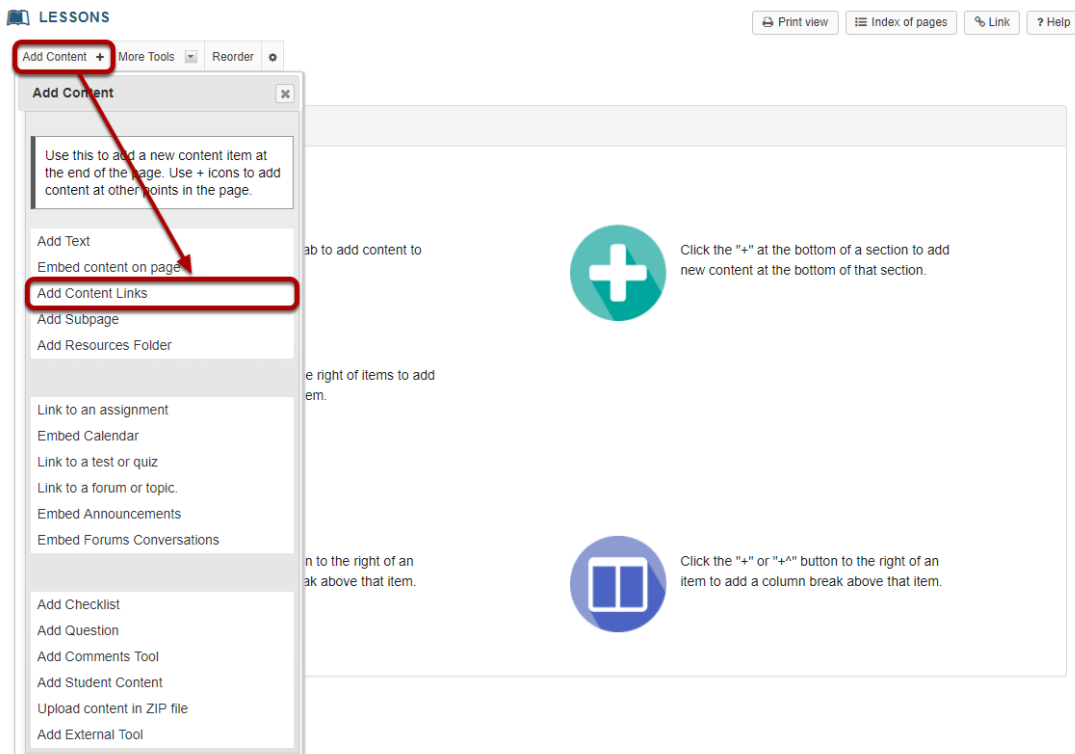 LESSONS
Print view
Index of pages
Link
? Help
Add Content +
More Tools
Reorder
Add Content
Use this to add a new content item at
the end of the page. Use + icons to add
content at other points in the page.
Add Text
Embed content on page
Add Content Links
Add Subpage
Add Resources Folder
Link to an assignment
Embed Calendar
Link to a test or quiz
Link to a forum or topic.
Embed Announcements
Embed Forums Conversations
Add Checklist
Add Question
Add Comments Tool
Add Student Content
Upload content in ZIP file
Add External Tool
ab to add content to
Click the "+" at the bottom of a section to add
new content at the bottom of that section.
e right of items to add
em.
n to the right of an
ak above that item.
Click the "+" or "+^" button to the right of an
item to add a column break above that item.